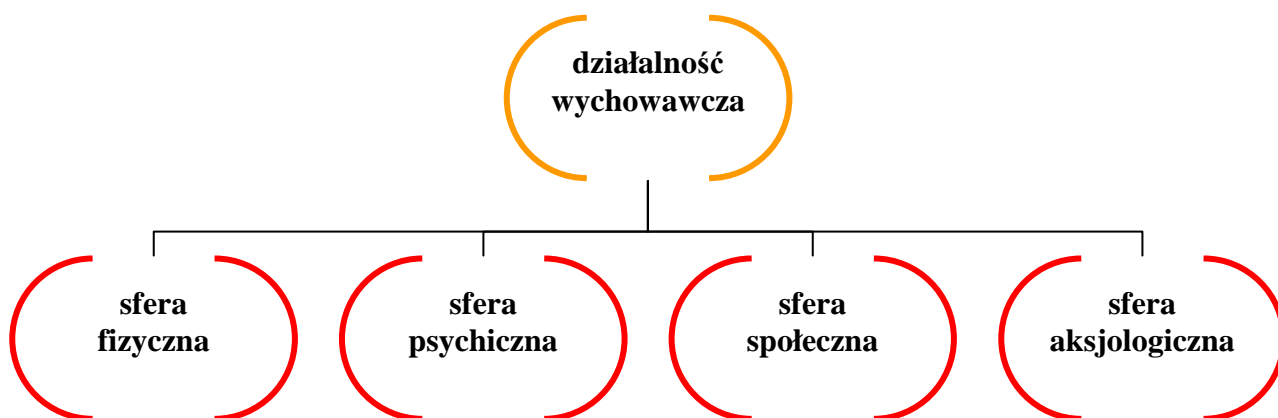 działalność
wychowawcza
sfera
fizyczna
sfera
psychiczna
sfera
społeczna
sfera
aksjologiczna